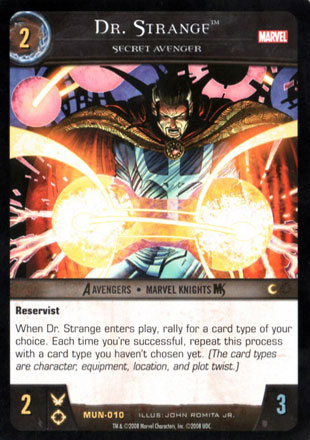 2
DR. STRANGE™
SECRET AVENGER
MARVEL
AVENGERS • MARVEL KNIGHTS MK
Reservist
When Dr. Strange enters play, rally for a card type of your
choice. Each time you're successful, repeat this process
with a card type you haven't chosen yet. (The card types
are character, equipment, location, and plot twist.)
2
MUN-010
ILLUS: JOHN ROMITA JR.
3
TM & ©2008 Marvel Characters, Inc. ©2008 UDC.